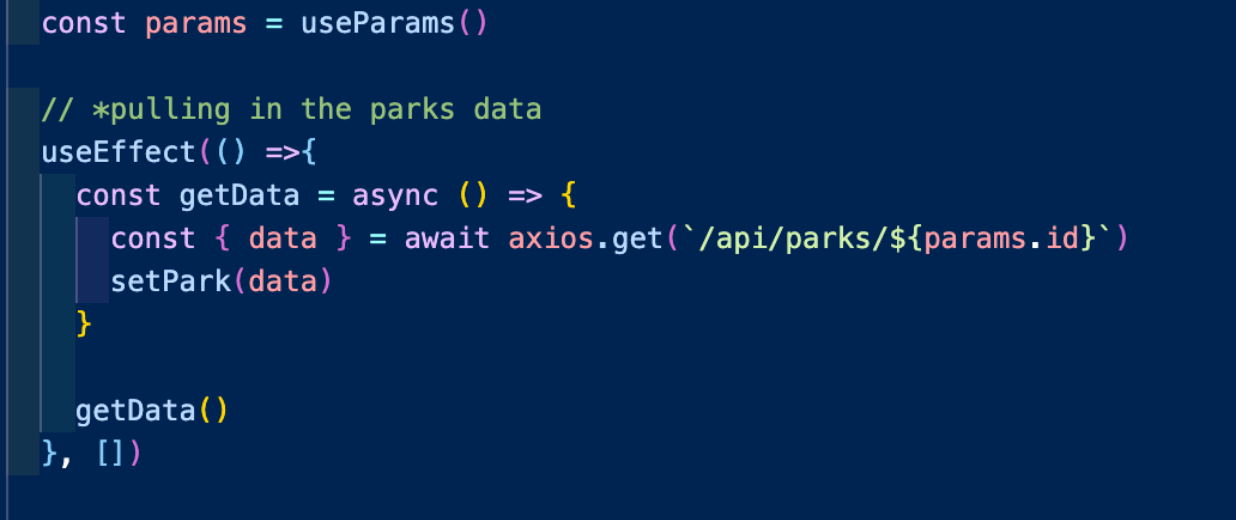 const params = useParams()
// *pulling in the parks data
useEffect(() =>{
const getData = async () => {
const { data } = await axios.get(`/api/parks/${params.id}`)
setPark(data)
}
getData()
}, [])